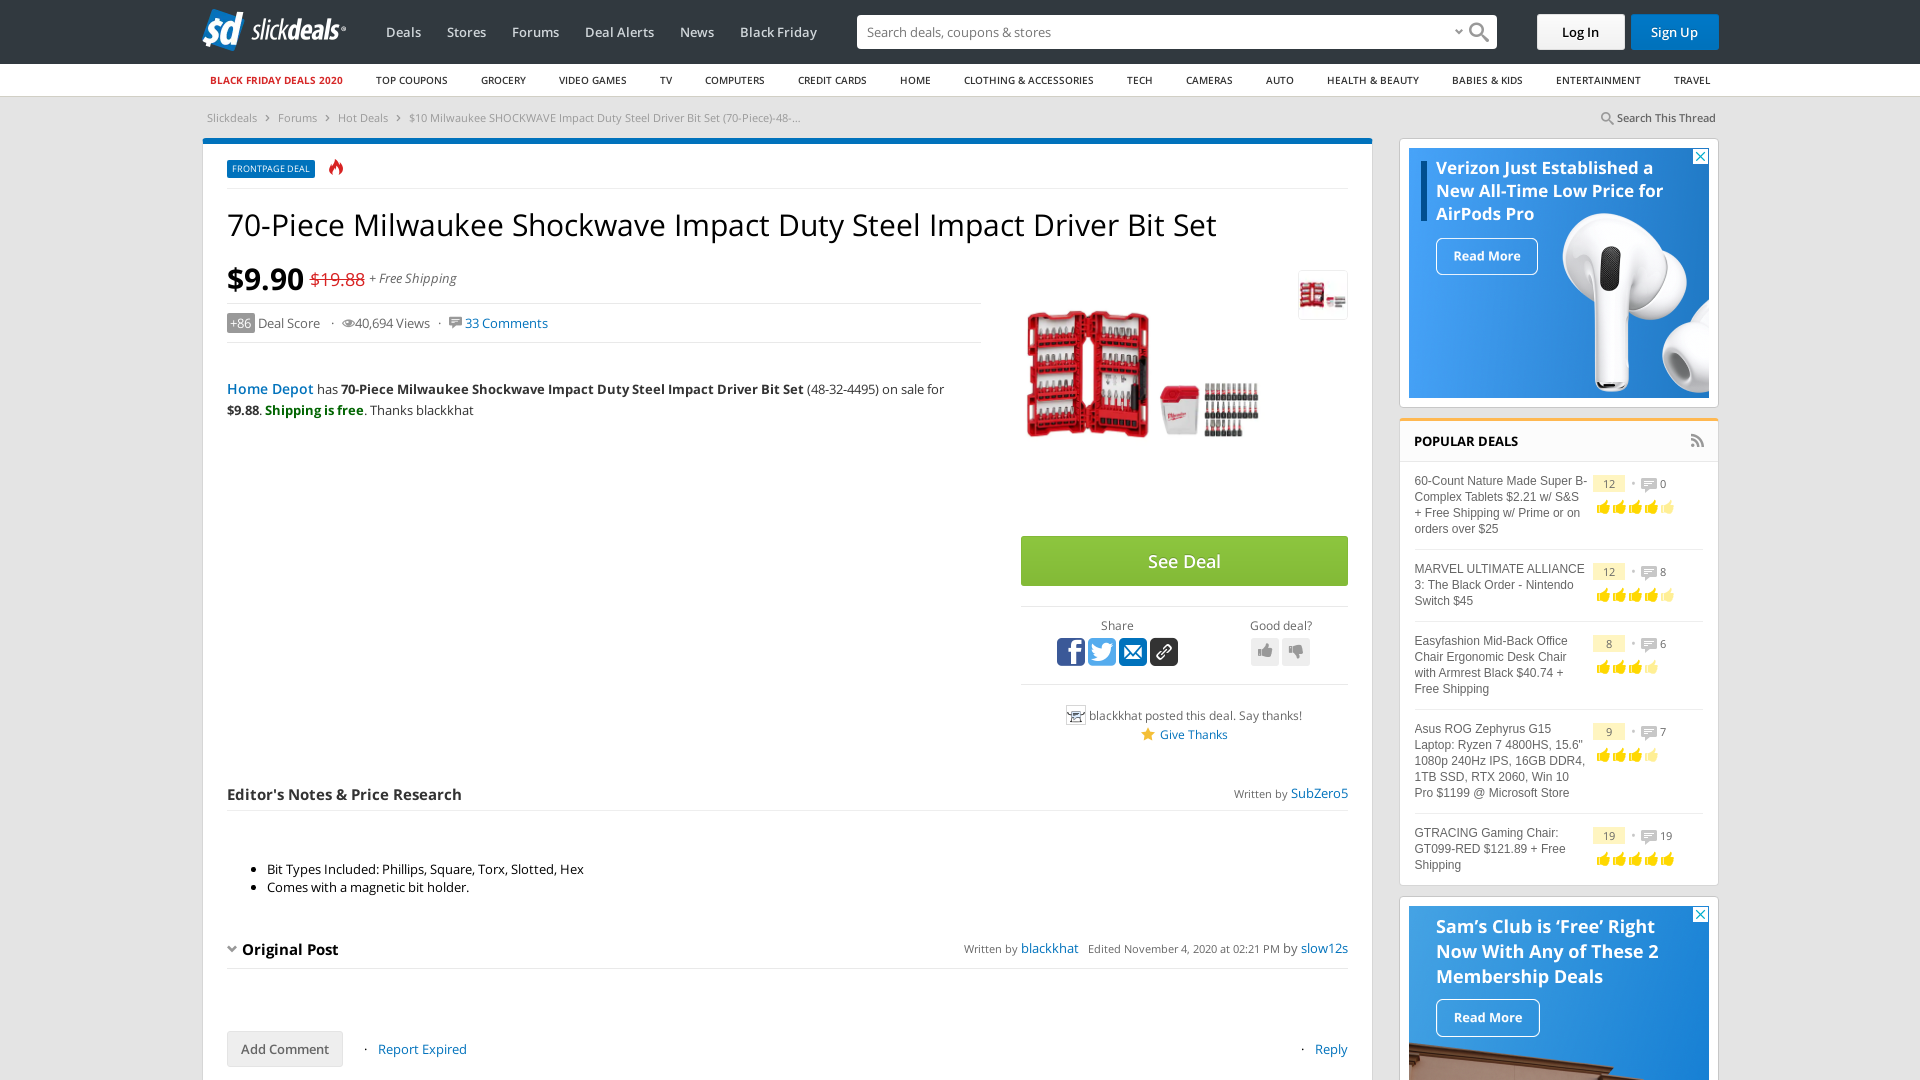 sd slickdeals®
Deals
Stores
Forums
Deal Alerts
News
Black Friday
Search deals, coupons & stores
Log In
Sign Up
BLACK FRIDAY DEALS 2020
TOP COUPONS
GROCERY
VIDEO GAMES
TV
COMPUTERS
CREDIT CARDS
HOME
CLOTHING & ACCESSORIES
TECH
CAMERAS
AUTO
HEALTH & BEAUTY
BABIES & KIDS
ENTERTAINMENT
TRAVEL
Slickdeals › Forums › Hot Deals › $10 Milwaukee SHOCKWAVE Impact Duty Steel Driver Bit Set (70-Piece)-48-...
Search This Thread
FRONTPAGE DEAL
70-Piece Milwaukee Shockwave Impact Duty Steel Impact Driver Bit Set
$9.90 $19.88 + Free Shipping
+86 Deal Score · 40,694 Views · 33 Comments
Home Depot has 70-Piece Milwaukee Shockwave Impact Duty Steel Impact Driver Bit Set (48-32-4495) on sale for
$9.88. Shipping is free. Thanks blackkhat
See Deal
Share
Good deal?
blackkhat posted this deal. Say thanks!
Give Thanks
Editor's Notes & Price Research
Written by SubZero5
• Bit Types Included: Phillips, Square, Torx, Slotted, Hex
• Comes with a magnetic bit holder.
Original Post
Written by blackkhat Edited November 4, 2020 at 02:21 PM by slow12s
Add Comment
· Report Expired
· Reply
Verizon Just Established a
New All-Time Low Price for
AirPods Pro
Read More
POPULAR DEALS
60-Count Nature Made Super B-
Complex Tablets $2.21 w/ S&S
+ Free Shipping w/ Prime or on
orders over $25
12 • 0
MARVEL ULTIMATE ALLIANCE
3: The Black Order - Nintendo
Switch $45
12 • 8
Easyfashion Mid-Back Office
Chair Ergonomic Desk Chair
with Armrest Black $40.74 +
Free Shipping
8 • 6
Asus ROG Zephyrus G15
Laptop: Ryzen 7 4800HS, 15.6"
1080p 240Hz IPS, 16GB DDR4,
1TB SSD, RTX 2060, Win 10
Pro $1199 @ Microsoft Store
9 • 7
GTRACING Gaming Chair:
GT099-RED $121.89 + Free
Shipping
19 • 19
Sam's Club is ‘Free’ Right
Now With Any of These 2
Membership Deals
Read More